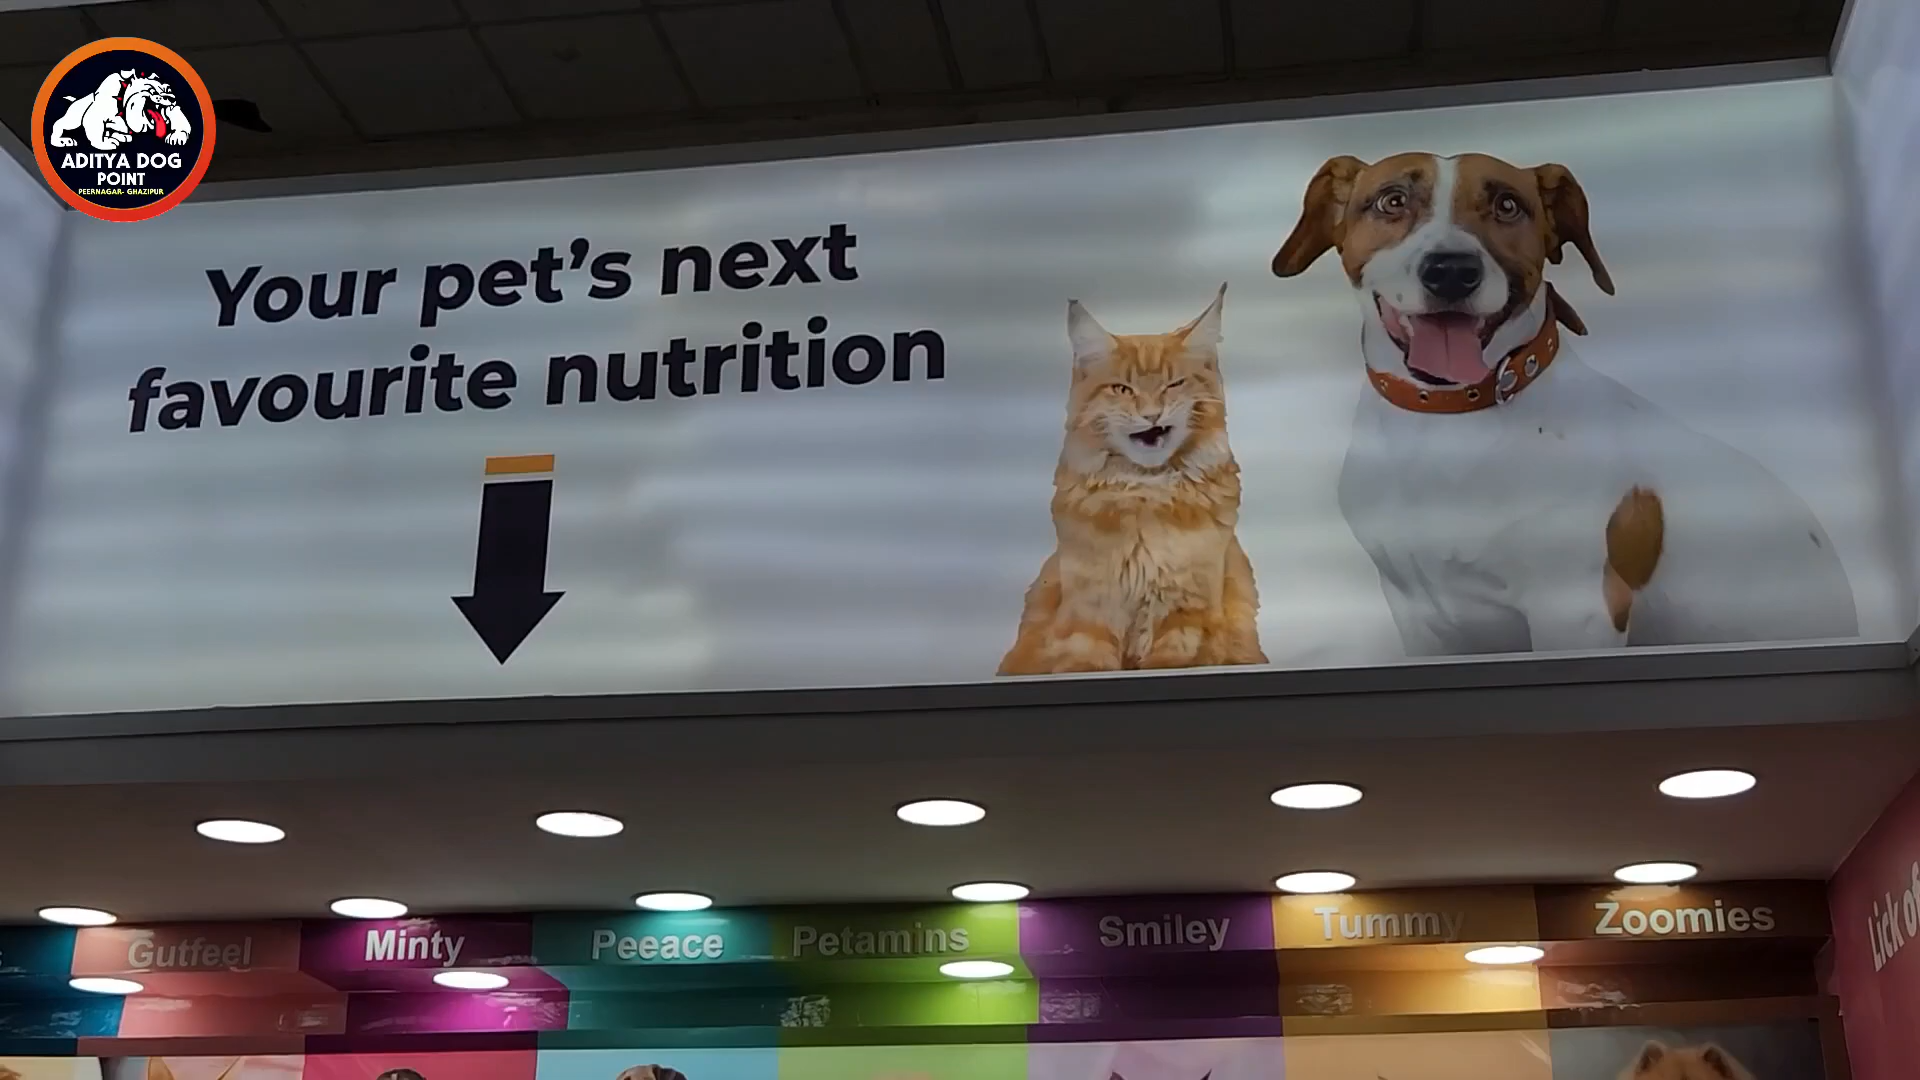 ADITYA DOG
POINT
PEERNAGAR- GHAZIPUR
Your pet's next
favourite nutrition
Gutfeel
Minty
Peeace
Petamins
Smiley
Tummy
Zoomies
Lick of